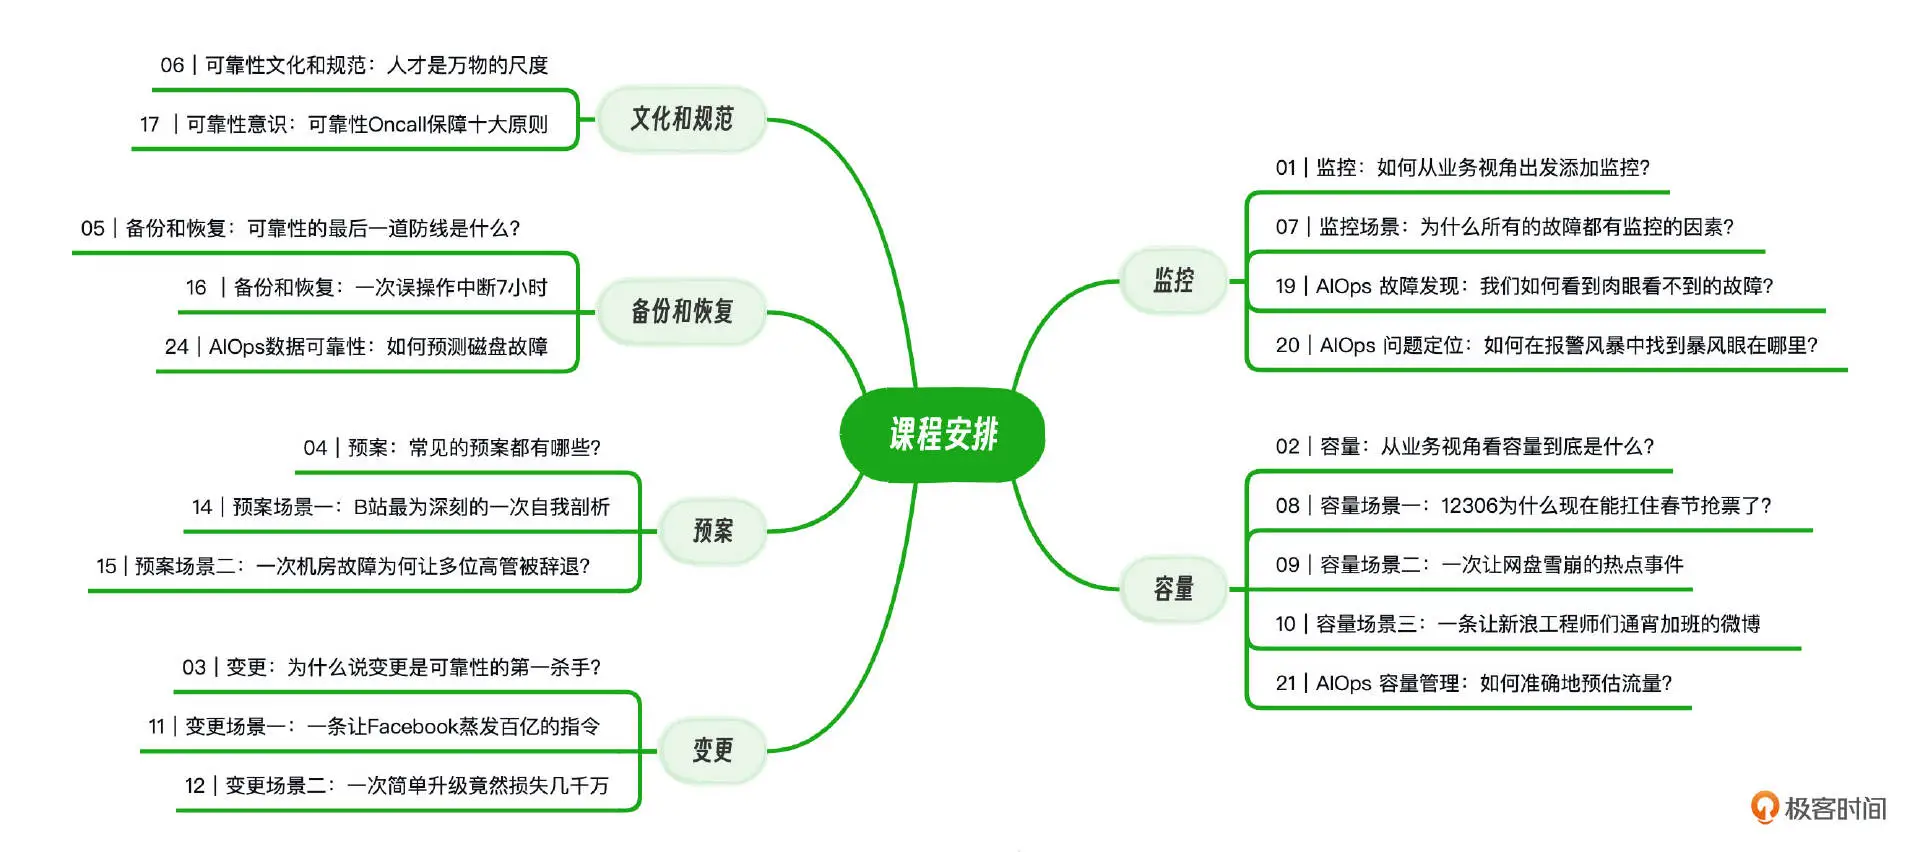 课程安排
文化和规范
06｜可靠性文化和规范：人才是万物的尺度
17 ｜可靠性意识：可靠性Oncall保障十大原则
备份和恢复
05｜备份和恢复：可靠性的最后一道防线是什么？
16 ｜备份和恢复：一次误操作中断7小时
24｜AIOps数据可靠性：如何预测磁盘故障
预案
04｜预案：常见的预案都有哪些？
14｜预案场景一：B站最为深刻的一次自我剖析
15｜预案场景二：一次机房故障为何让多位高管被辞退？
变更
03｜变更：为什么说变更是可靠性的第一杀手？
11｜变更场景一：一条让Facebook蒸发百亿的指令
12｜变更场景二：一次简单升级竟然损失几千万
监控
01｜监控：如何从业务视角出发添加监控？
07｜监控场景：为什么所有的故障都有监控的因素？
19｜AIOps 故障发现：我们如何看到肉眼看不到的故障？
20｜AIOps 问题定位：如何在报警风暴中找到暴风眼在哪里？
容量
02｜容量：从业务视角看容量到底是什么？
08｜容量场景一：12306为什么现在能扛住春节抢票了？
09｜容量场景二：一次让网盘雪崩的热点事件
10｜容量场景三：一条让新浪工程师们通宵加班的微博
21｜AIOps 容量管理：如何准确地预估流量？
极客时间